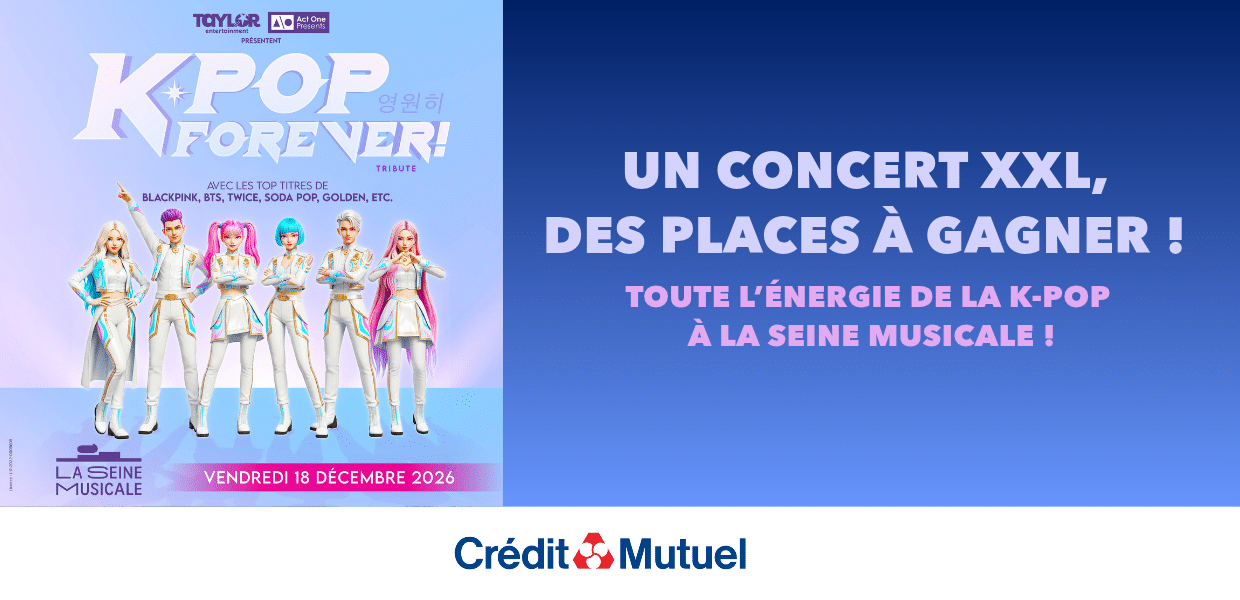 TAYLOR
entertainment
Act One
Presents
PRÉSENTENT
K-POP
영원히
FOREVER!
TRIBUTE
AVEC LES TOP TITRES DE
BLACKPINK, BTS, TWICE, SODA POP, GOLDEN, ETC.
LA SEINE
MUSICALE
VENDREDI 18 DÉCEMBRE 2026
UN CONCERT XXL,
DES PLACES À GAGNER !
TOUTE L’ÉNERGIE DE LA K-POP
À LA SEINE MUSICALE !
Crédit Mutuel